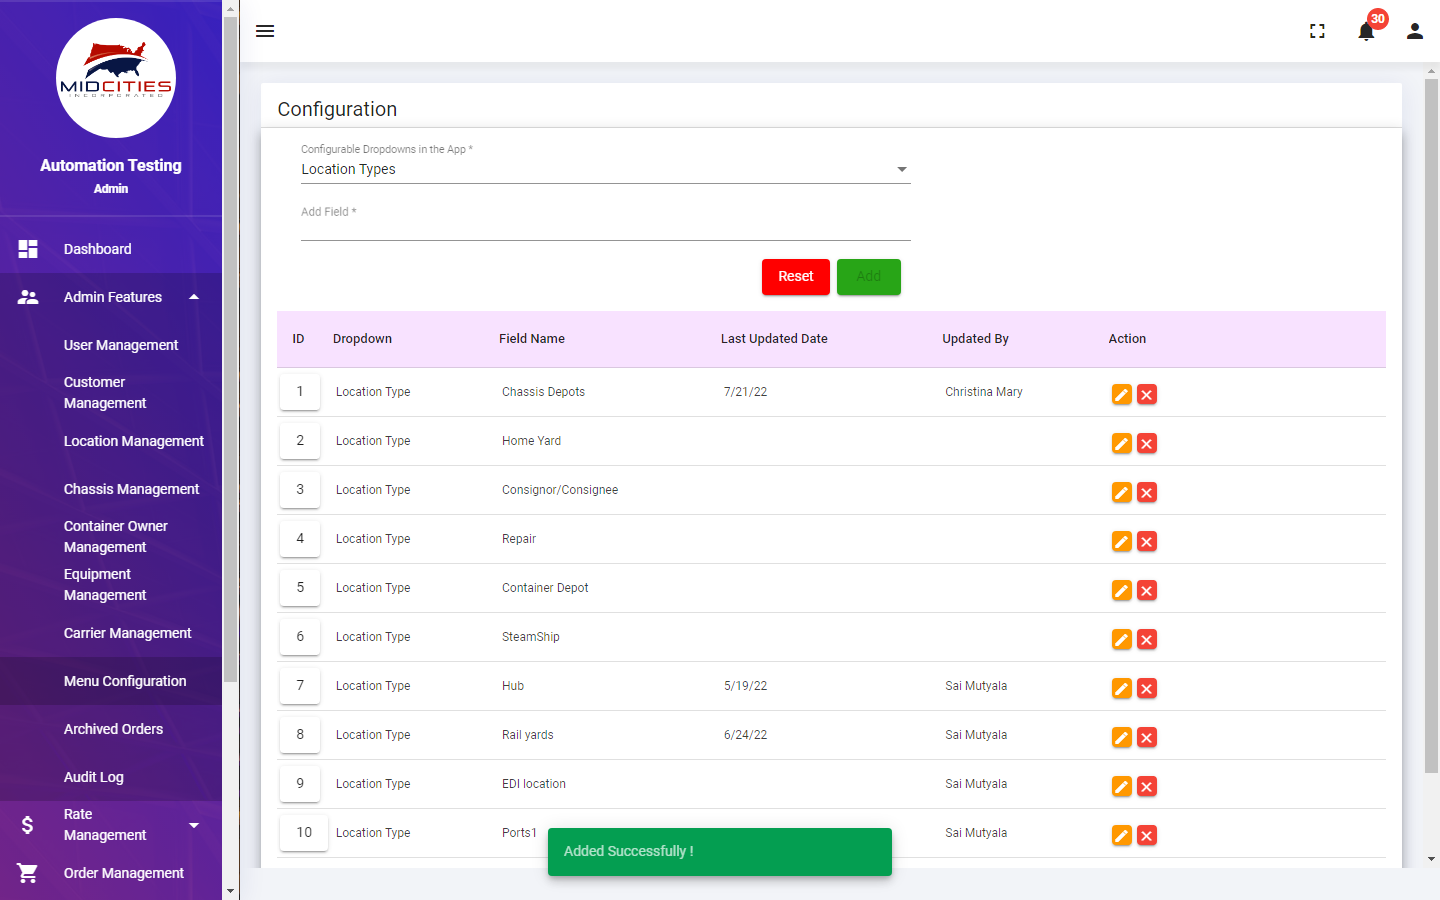 MIDCITIES
INCORPORATED
Automation Testing
Admin
Dashboard
Admin Features
User Management
Customer
Management
Location Management
Chassis Management
Container Owner
Management
Equipment
Management
Carrier Management
Menu Configuration
Archived Orders
Audit Log
Rate
Management
Order Management
30
Configuration
Configurable Dropdowns in the App *
Location Types
Add Field *
Reset Add
ID Dropdown Field Name Last Updated Date Updated By Action
1 Location Type Chassis Depots 7/21/22 Christina Mary
2 Location Type Home Yard
3 Location Type Consignor/Consignee
4 Location Type Repair
5 Location Type Container Depot
6 Location Type SteamShip
7 Location Type Hub 5/19/22 Sai Mutyala
8 Location Type Rail yards 6/24/22 Sai Mutyala
9 Location Type EDI location Sai Mutyala
10 Location Type Ports1 Sai Mutyala
Added Successfully !